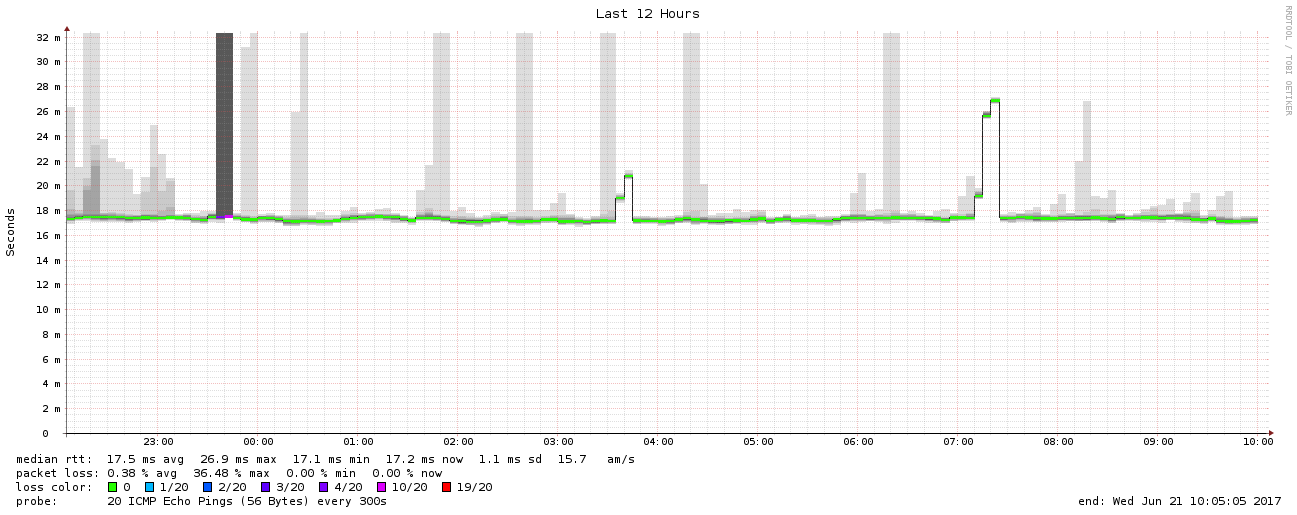 Last 12 Hours
RRDTOOL / TOBI OETIKER
Seconds
32 m
30 m
28 m
26 m
24 m
22 m
20 m
18 m
16 m
14 m
12 m
10 m
8 m
6 m
4 m
2 m
0
23:00 00:00 01:00 02:00 03:00 04:00 05:00 06:00 07:00 08:00 09:00 10:00
median rtt: 17.5 ms avg 26.9 ms max 17.1 ms min 17.2 ms now 1.1 ms sd 15.7 am/s
packet loss: 0.38 % avg 36.48 % max 0.00 % min 0.00 % now
loss color: 0 1/20 2/20 3/20 4/20 10/20 19/20
probe: 20 ICMP Echo Pings (56 Bytes) every 300s end: Wed Jun 21 10:05:05 2017